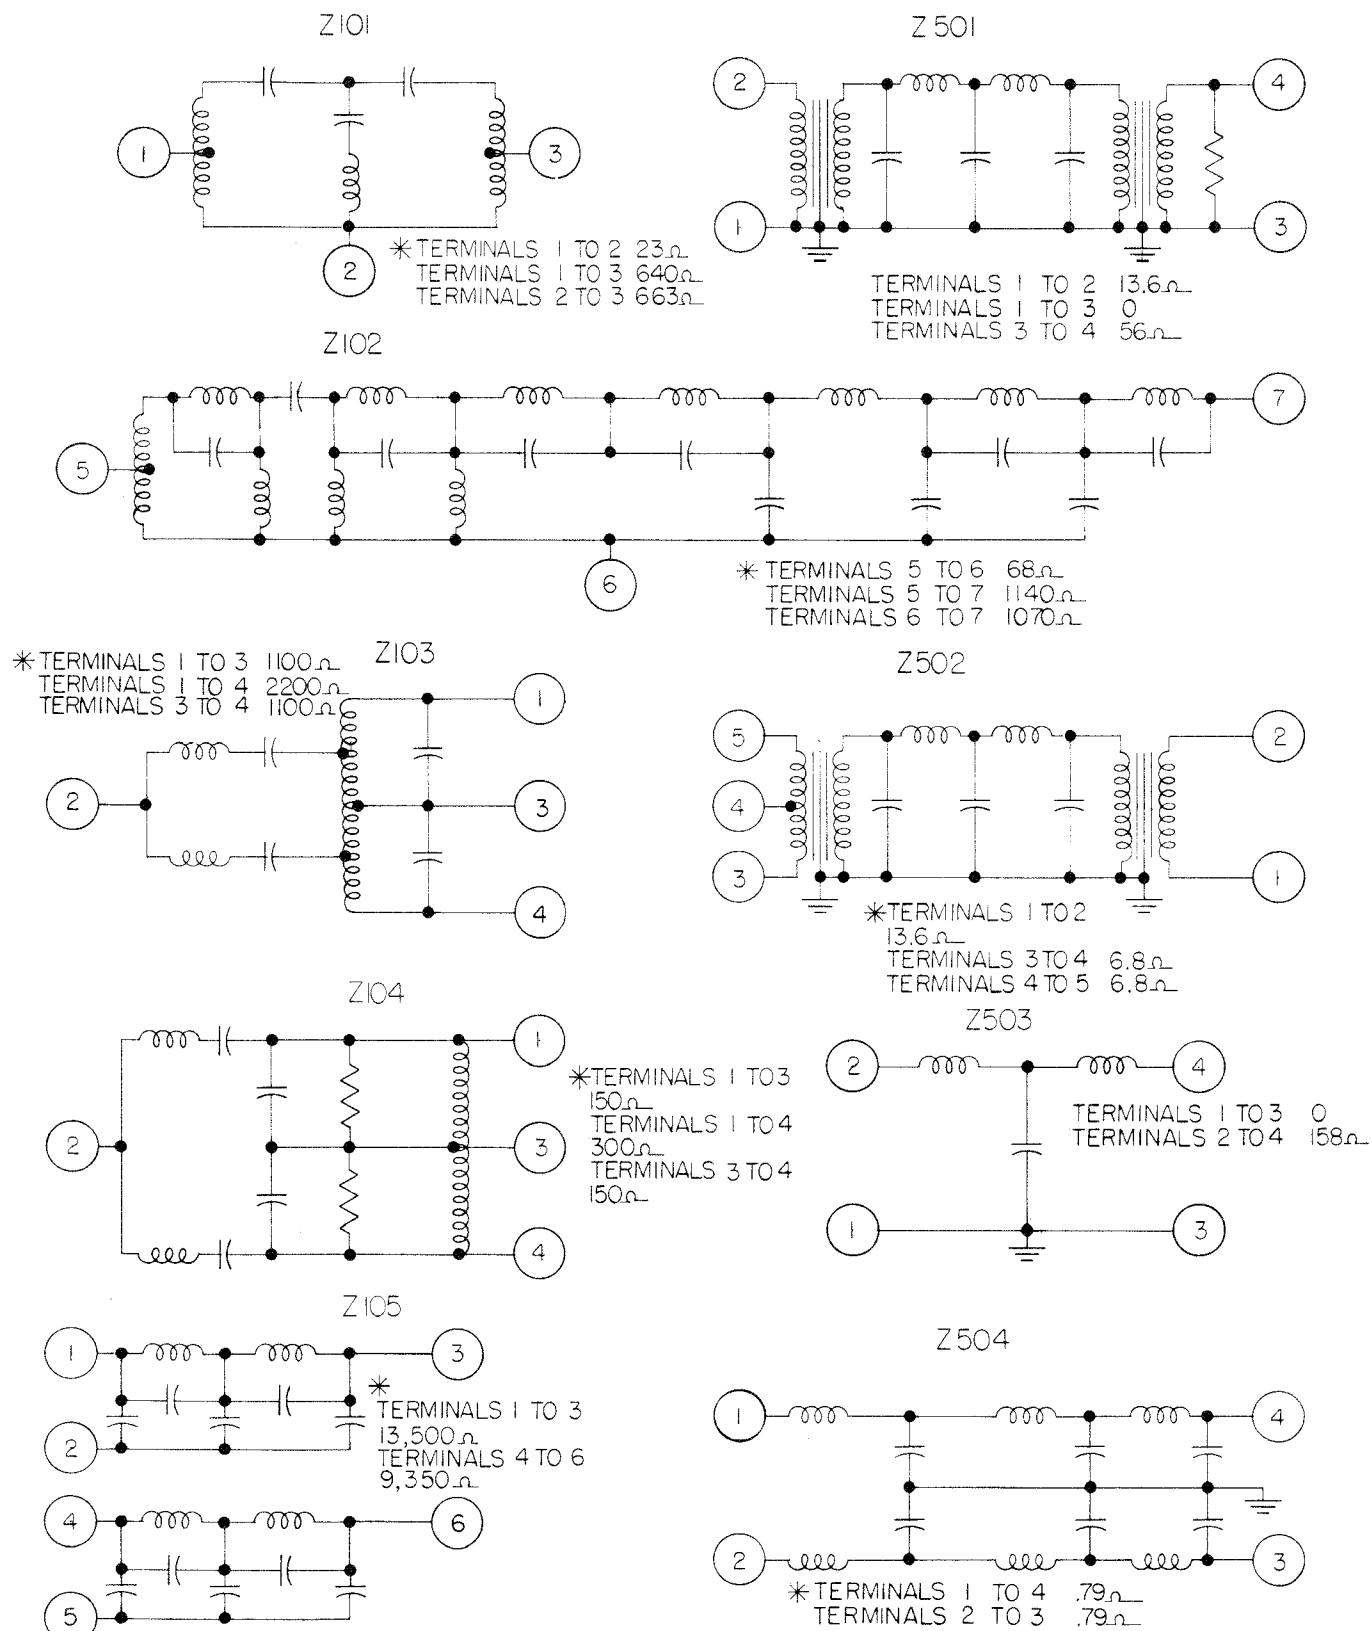 Z101
1
3
2
✳ TERMINALS 1 TO 2 23Ω
TERMINALS 1 TO 3 640Ω
TERMINALS 2 TO 3 663Ω
Z501
2
4
1
3
TERMINALS 1 TO 2 13.6Ω
TERMINALS 1 TO 3 0
TERMINALS 3 TO 4 56Ω
Z102
7
5
6
✳ TERMINALS 5 TO 6 68Ω
TERMINALS 5 TO 7 1140Ω
TERMINALS 6 TO 7 1070Ω
Z103
✳ TERMINALS 1 TO 3 1100Ω
TERMINALS 1 TO 4 2200Ω
TERMINALS 3 TO 4 1100Ω
1
2
3
4
Z502
5
2
4
3
1
✳ TERMINALS 1 TO 2
13.6Ω
TERMINALS 3 TO 4 6.8Ω
TERMINALS 4 TO 5 6.8Ω
Z104
1
2
3
4
✳ TERMINALS 1 TO 3
150Ω
TERMINALS 1 TO 4
300Ω
TERMINALS 3 TO 4
150Ω
Z503
2
4
TERMINALS 1 TO 3 0
TERMINALS 2 TO 4 158Ω
1
3
Z105
1
3
2
✳
TERMINALS 1 TO 3
13,500Ω
TERMINALS 4 TO 6
9,350Ω
4
6
5
Z504
1
4
2
3
✳ TERMINALS 1 TO 4 .79Ω
TERMINALS 2 TO 3 .79Ω